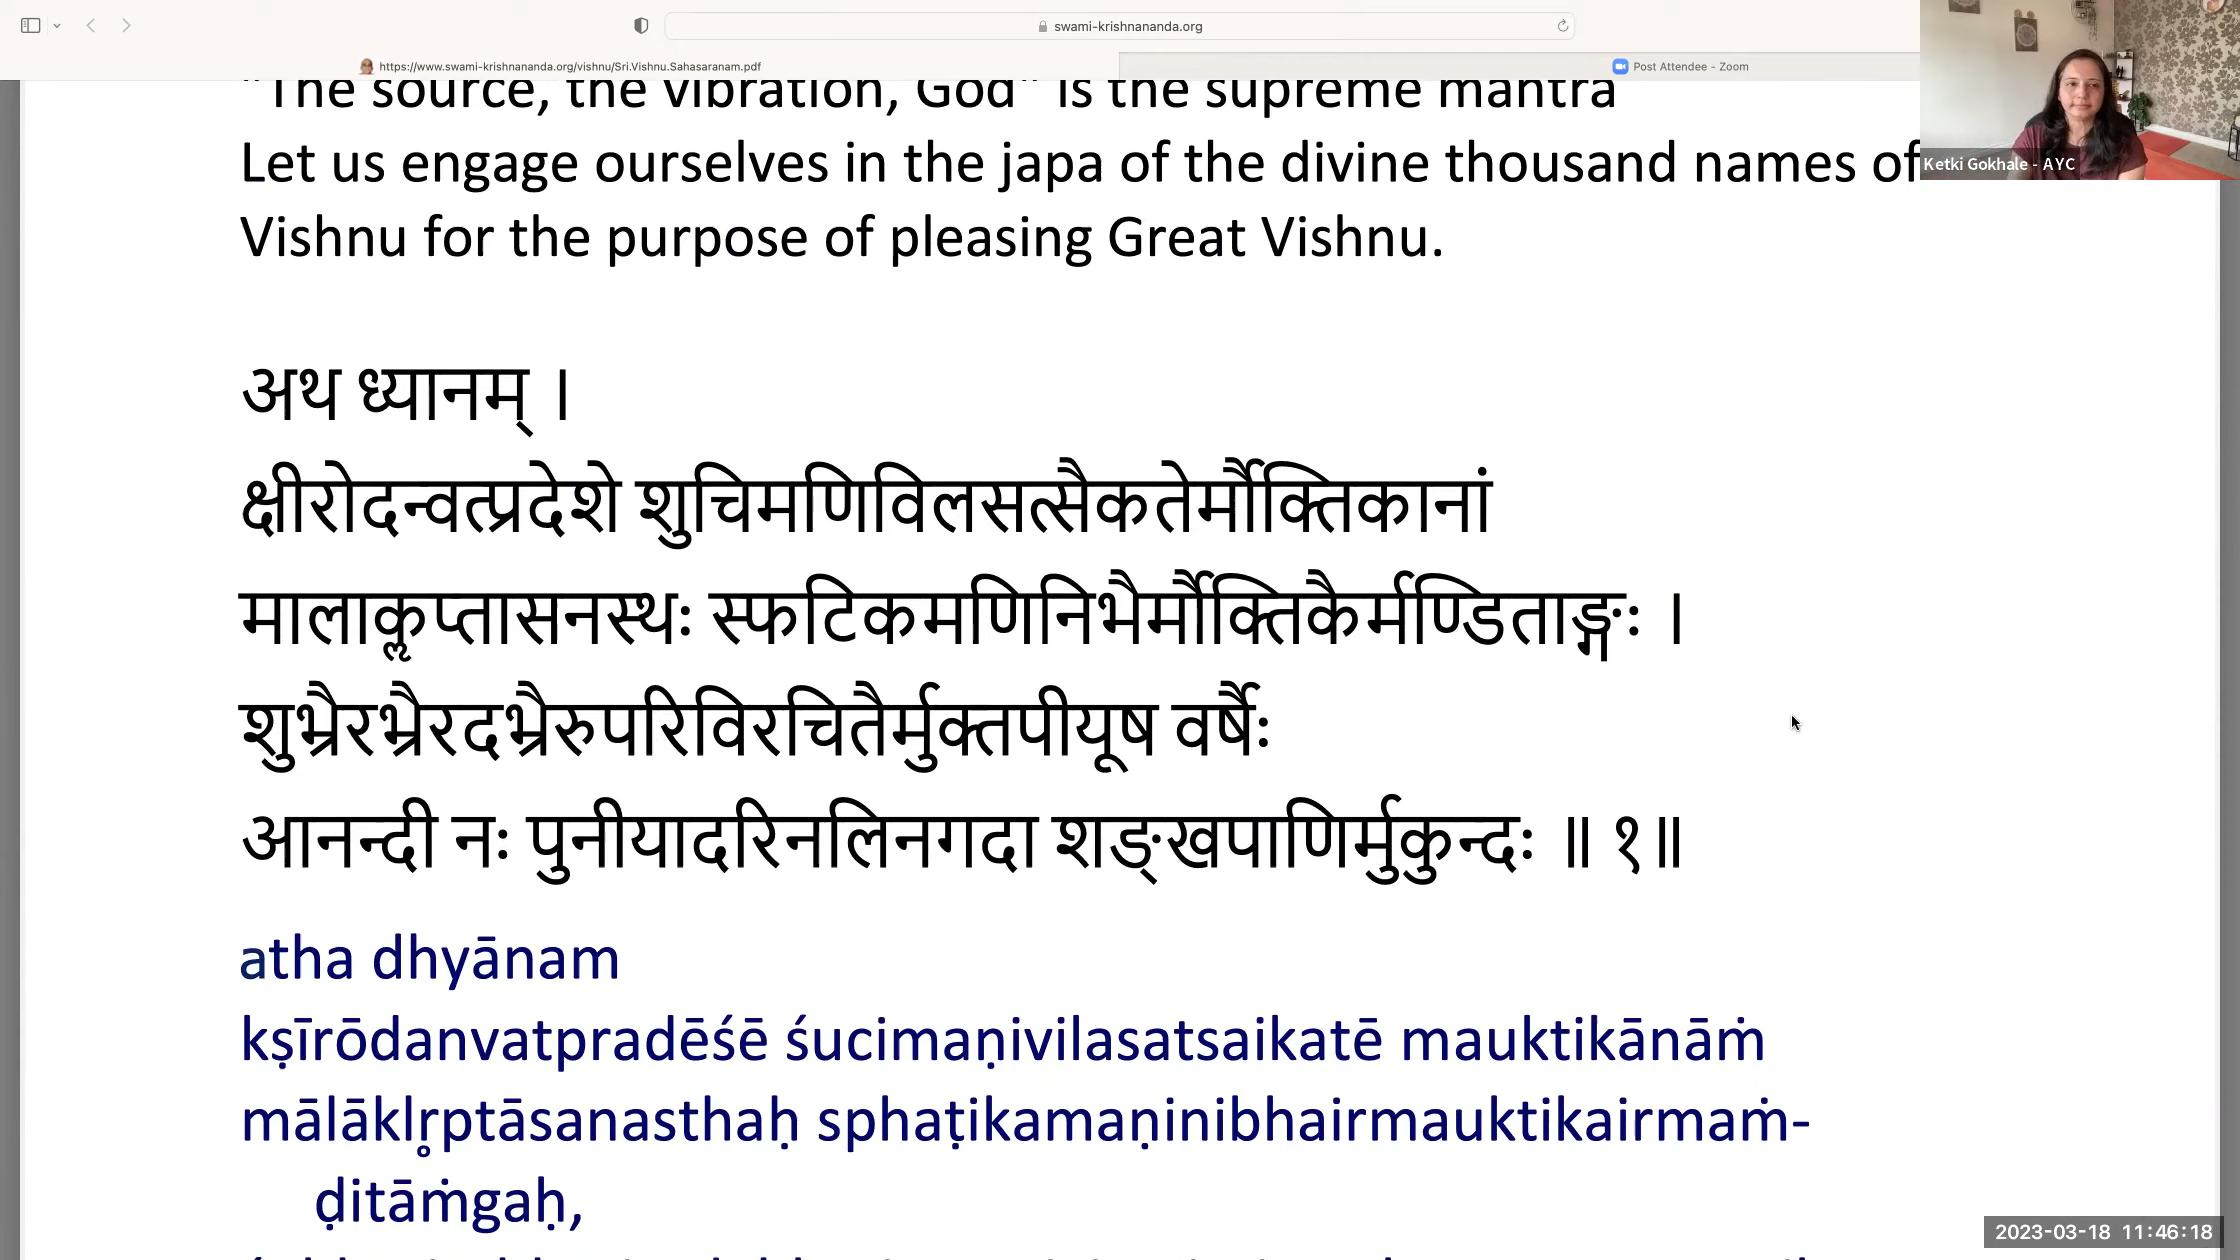 swami-krishnananda.org
https://www.swami-krishnananda.org/vishnu/Sri.Vishnu.Sahasaranam.pdf
Post Attendee - Zoom
"The source, the vibration, God" is the supreme mantra
Let us engage ourselves in the japa of the divine thousand names of
Ketki Gokhale - AYC
Vishnu for the purpose of pleasing Great Vishnu.
अथ ध्यानम् ।
क्षीरोदन्वत्प्रदेशे शुचिमणिविलसत्सैकतेर्मौक्तिकानां
मालाकॢप्तासनस्थः स्फटिकमणिनिभैर्मौक्तिकैर्मण्डिताङ्गः ।
शुभ्रैरभ्रैरदभ्रैरुपरिविरचितैर्मुक्तपीयूष वर्षैः
आनन्दी नः पुनीयादरिनलिनगदा शङ्खपाणिर्मुकुन्दः ॥ १॥
atha dhyānam
kṣīrōdanvatpradēśē śucimaṇivilasatsaikatē mauktikānāṁ
mālāklr̥ptāsanasthaḥ sphaṭikamaṇinibhairmauktikairmaṁ-
ḍitāṁgaḥ,
2023-03-18 11:46:18